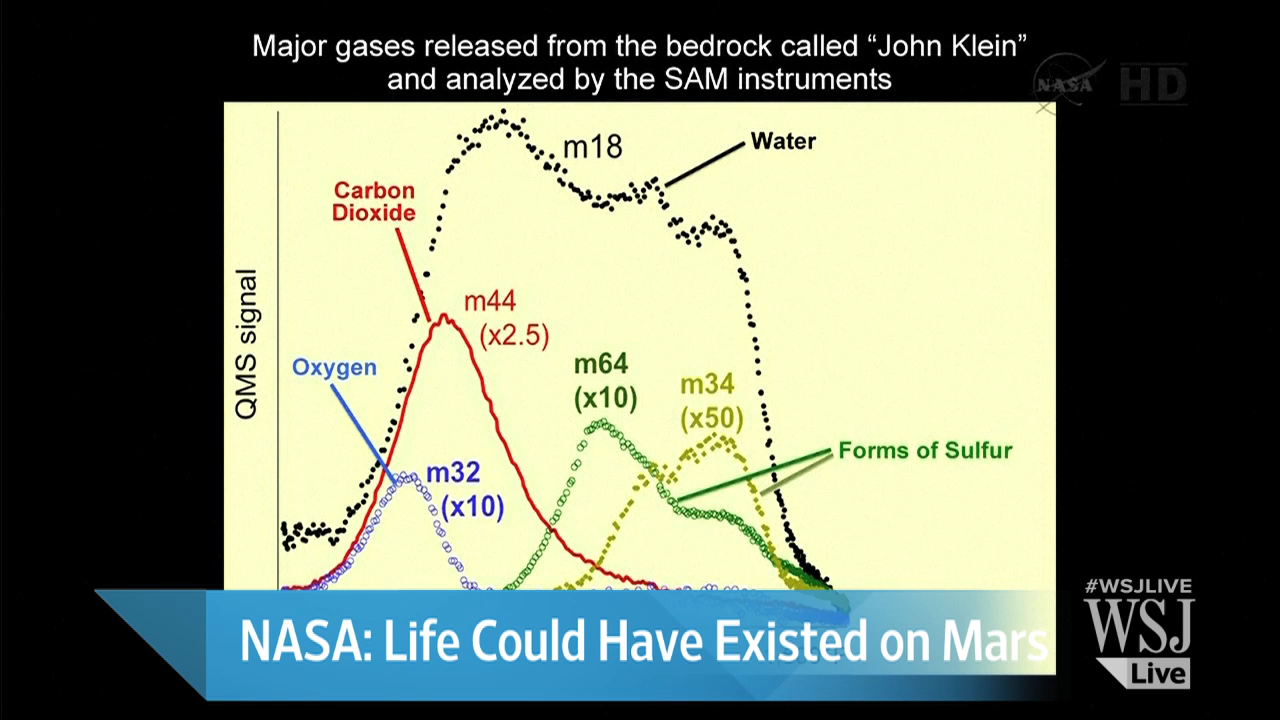 Major gases released from the bedrock called “John Klein”
and analyzed by the SAM instruments
NASA HD
m18
Water
Carbon
Dioxide
m44
(x2.5)
QMS signal
Oxygen
m64
(x10)
m34
(x50)
Forms of Sulfur
m32
(x10)
#WSJLIVE
WSJ
Live
NASA: Life Could Have Existed on Mars